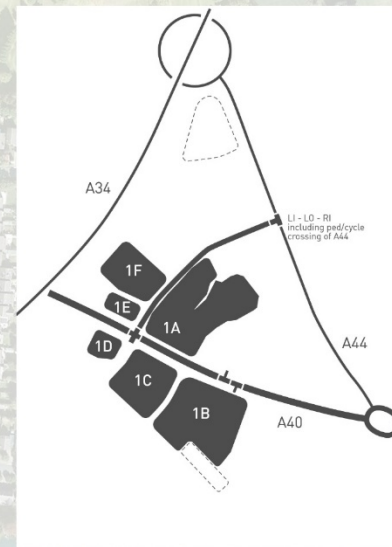 A34
LI - LO - RI
including ped/cycle
crossing of A44
1F
1E
1A
1D
A44
1C
1B
A40